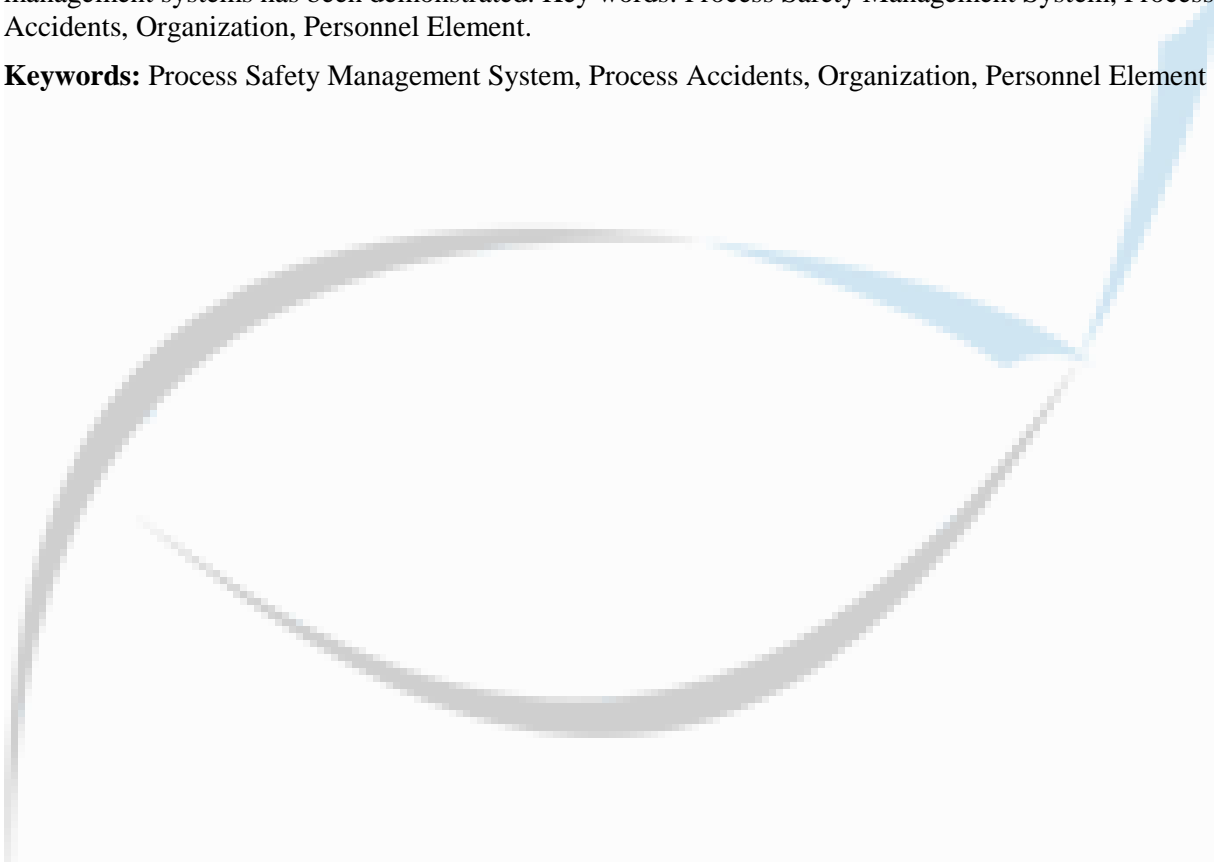 management systems has been demonstrated. Key words: Process Safety Management System, Process
Accidents, Organization, Personnel Element.
Keywords: Process Safety Management System, Process Accidents, Organization, Personnel Element